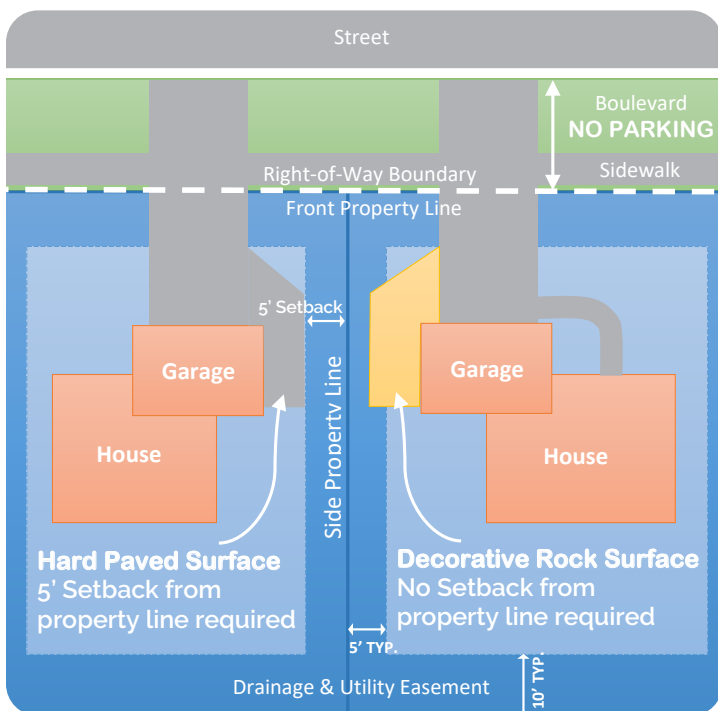 Street
Boulevard
NO PARKING
Right-of-Way Boundary
Sidewalk
Front Property Line
5' Setback
Garage
Garage
House
House
Side Property Line
Hard Paved Surface
5' Setback from
property line required
Decorative Rock Surface
No Setback from
property line required
5' TYP.
10' TYP.
Drainage & Utility Easement